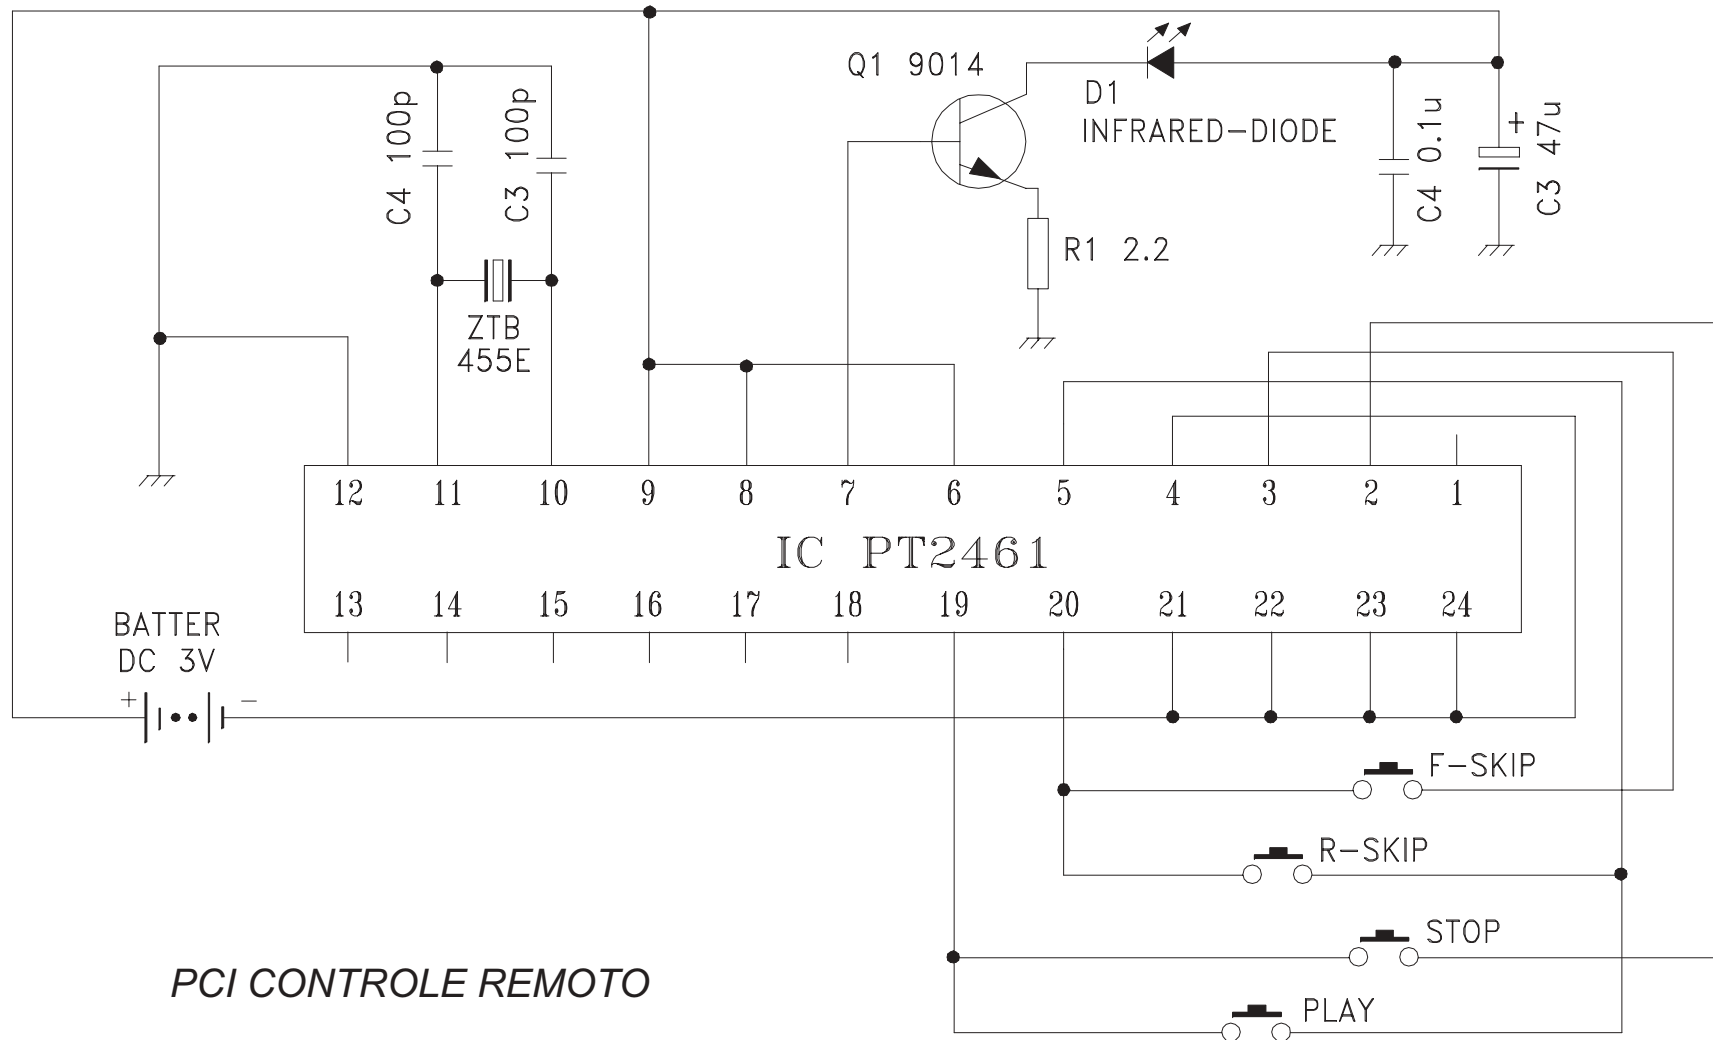 Q1 9014
D1
INFRARED-DIODE
C4 100p
C3 100p
C4 0.1u
+
C3 47u
R1 2.2
ZTB
455E
12 11 10 9 8 7 6 5 4 3 2 1
IC PT2461
13 14 15 16 17 18 19 20 21 22 23 24
BATTER
DC 3V
+ -
F-SKIP
R-SKIP
STOP
PLAY
PCI CONTROLE REMOTO